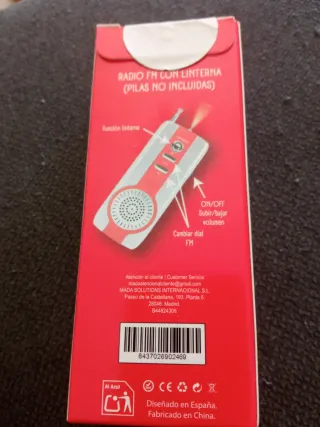 RADIO FM CON LINTERNA
(PILAS NO INCLUIDAS)
Función linterna
ON/OFF
Subir/bajar
volumen
Cambiar dial
FM
Atención al cliente | Customer Service
MADA SOLUTIONS INTERNACIONAL S.L.
Paseo de la Castellana, 193. Planta 5
28046. Madrid.
8437026902469
Al Azul
CE
Diseñado en España.
Fabricado en China.